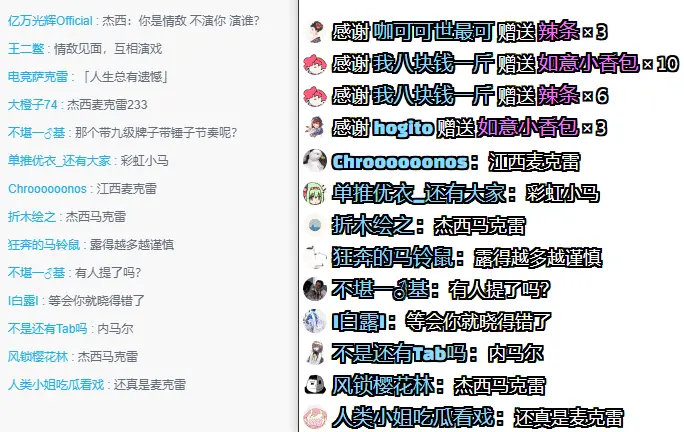 亿万光辉Official : 杰西：你是情敌 不演你 演谁？
王二鳖 : 情敌见面，互相演戏
电竞萨克雷 : 「人生总有遗憾」
大橙子74 : 杰西麦克雷233
不堪一♂基 : 那个带九级牌子带锤子节奏呢？
单推优衣_还有大家 : 彩虹小马
Chroooooonos : 江西麦克雷
折木绘之 : 杰西马克雷
狂奔的马铃鼠 : 露得越多越谨慎
不堪一♂基 : 有人提了吗？
I白露I : 等会你就晓得错了
不是还有Tab吗 : 内马尔
风锁樱花林 : 杰西马克雷
人类小姐吃瓜看戏 : 还真是麦克雷
感谢 咖可可世最可 赠送 辣条 × 3
感谢 我八块钱一斤 赠送 如意小香包 × 10
感谢 我八块钱一斤 赠送 辣条 × 6
感谢 hogito 赠送 如意小香包 × 3
Chroooooonos： 江西麦克雷
单推优衣_还有大家： 彩虹小马
折木绘之： 杰西马克雷
狂奔的马铃鼠： 露得越多越谨慎
不堪一♂基： 有人提了吗？
I白露I： 等会你就晓得错了
不是还有Tab吗： 内马尔
风锁樱花林： 杰西马克雷
人类小姐吃瓜看戏： 还真是麦克雷